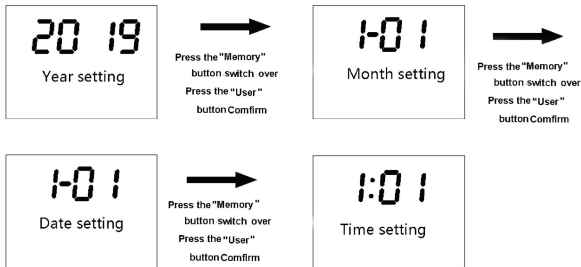 20 19
Year setting
Press the "Memory"
button switch over
Press the "User"
button Comfirm
1-01
Month setting
Press the "Memory"
button switch over
Press the "User"
button Comfirm
1-01
Date setting
Press the "Memory"
button switch over
Press the "User"
button Comfirm
1:01
Time setting